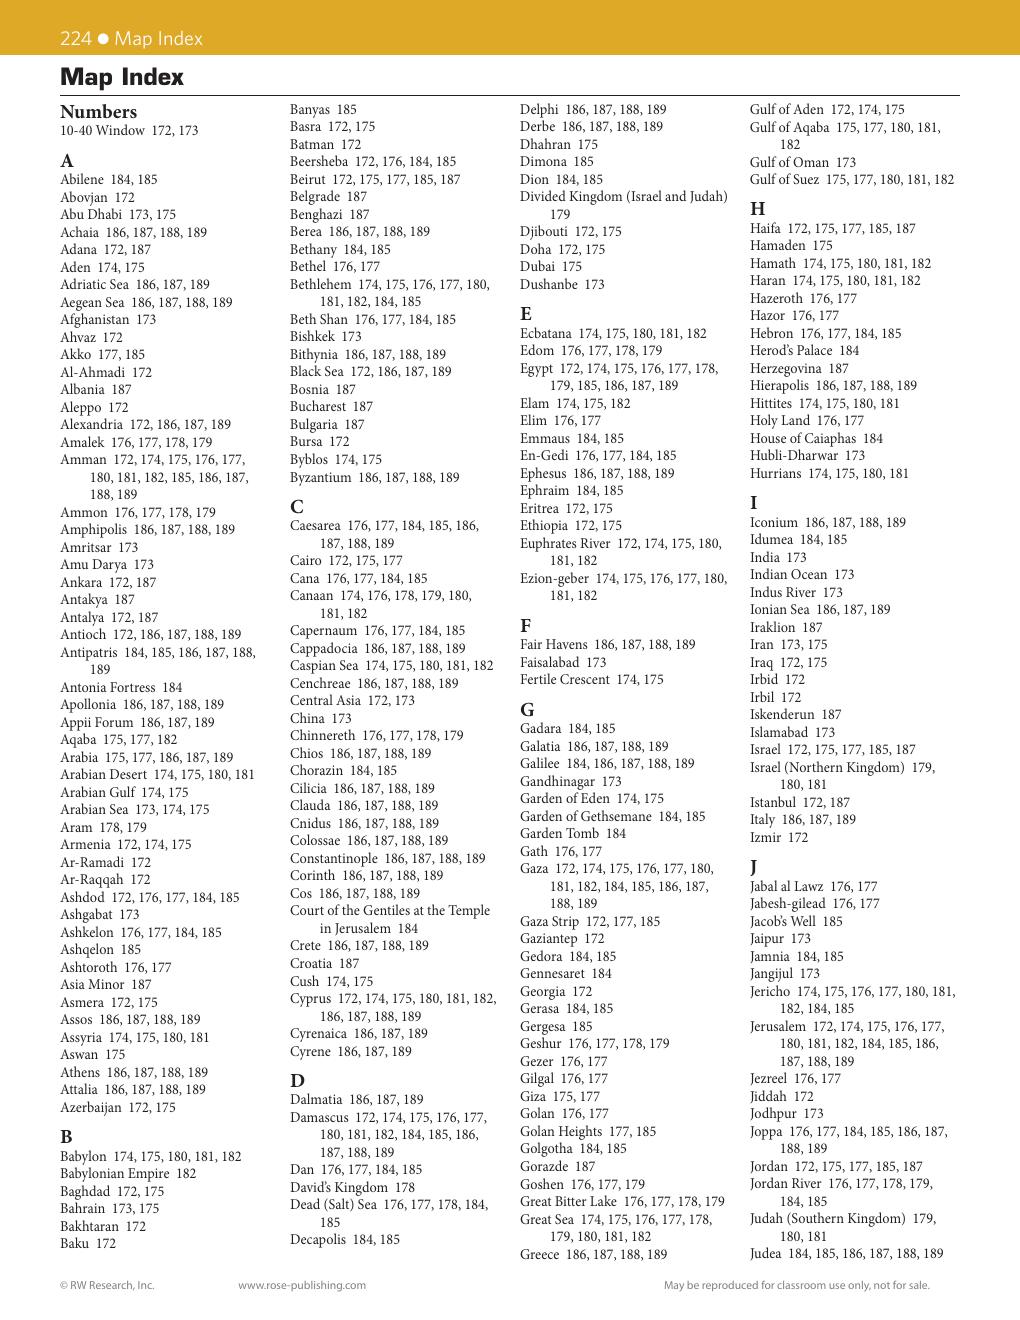 224 ● Map Index
Map Index
Numbers
10-40 Window 172, 173
A
Abilene 184, 185
Abovjan 172
Abu Dhabi 173, 175
Achaia 186, 187, 188, 189
Adana 172, 187
Aden 174, 175
Adriatic Sea 186, 187, 189
Aegean Sea 186, 187, 188, 189
Afghanistan 173
Ahvaz 172
Akko 177, 185
Al-Ahmadi 172
Albania 187
Aleppo 172
Alexandria 172, 186, 187, 189
Amalek 176, 177, 178, 179
Amman 172, 174, 175, 176, 177,
180, 181, 182, 185, 186, 187,
188, 189
Ammon 176, 177, 178, 179
Amphipolis 186, 187, 188, 189
Amritsar 173
Amu Darya 173
Ankara 172, 187
Antakya 187
Antalya 172, 187
Antioch 172, 186, 187, 188, 189
Antipatris 184, 185, 186, 187, 188,
189
Antonia Fortress 184
Apollonia 186, 187, 188, 189
Appii Forum 186, 187, 189
Aqaba 175, 177, 182
Arabia 175, 177, 186, 187, 189
Arabian Desert 174, 175, 180, 181
Arabian Gulf 174, 175
Arabian Sea 173, 174, 175
Aram 178, 179
Armenia 172, 174, 175
Ar-Ramadi 172
Ar-Raqqah 172
Ashdod 172, 176, 177, 184, 185
Ashgabat 173
Ashkelon 176, 177, 184, 185
Ashqelon 185
Ashtoroth 176, 177
Asia Minor 187
Asmera 172, 175
Assos 186, 187, 188, 189
Assyria 174, 175, 180, 181
Aswan 175
Athens 186, 187, 188, 189
Attalia 186, 187, 188, 189
Azerbaijan 172, 175
B
Babylon 174, 175, 180, 181, 182
Babylonian Empire 182
Baghdad 172, 175
Bahrain 173, 175
Bakhtaran 172
Baku 172
Banyas 185
Basra 172, 175
Batman 172
Beersheba 172, 176, 184, 185
Beirut 172, 175, 177, 185, 187
Belgrade 187
Benghazi 187
Berea 186, 187, 188, 189
Bethany 184, 185
Bethel 176, 177
Bethlehem 174, 175, 176, 177, 180,
181, 182, 184, 185
Beth Shan 176, 177, 184, 185
Bishkek 173
Bithynia 186, 187, 188, 189
Black Sea 172, 186, 187, 189
Bosnia 187
Bucharest 187
Bulgaria 187
Bursa 172
Byblos 174, 175
Byzantium 186, 187, 188, 189
C
Caesarea 176, 177, 184, 185, 186,
187, 188, 189
Cairo 172, 175, 177
Cana 176, 177, 184, 185
Canaan 174, 176, 178, 179, 180,
181, 182
Capernaum 176, 177, 184, 185
Cappadocia 186, 187, 188, 189
Caspian Sea 174, 175, 180, 181, 182
Cenchreae 186, 187, 188, 189
Central Asia 172, 173
China 173
Chinnereth 176, 177, 178, 179
Chios 186, 187, 188, 189
Chorazin 184, 185
Cilicia 186, 187, 188, 189
Clauda 186, 187, 188, 189
Cnidus 186, 187, 188, 189
Colossae 186, 187, 188, 189
Constantinople 186, 187, 188, 189
Corinth 186, 187, 188, 189
Cos 186, 187, 188, 189
Court of the Gentiles at the Temple
in Jerusalem 184
Crete 186, 187, 188, 189
Croatia 187
Cush 174, 175
Cyprus 172, 174, 175, 180, 181, 182,
186, 187, 188, 189
Cyrenaica 186, 187, 189
Cyrene 186, 187, 189
D
Dalmatia 186, 187, 189
Damascus 172, 174, 175, 176, 177,
180, 181, 182, 184, 185, 186,
187, 188, 189
Dan 176, 177, 184, 185
David's Kingdom 178
Dead (Salt) Sea 176, 177, 178, 184,
185
Decapolis 184, 185
Delphi 186, 187, 188, 189
Derbe 186, 187, 188, 189
Dhahran 175
Dimona 185
Dion 184, 185
Divided Kingdom (Israel and Judah)
179
Djibouti 172, 175
Doha 172, 175
Dubai 175
Dushanbe 173
E
Ecbatana 174, 175, 180, 181, 182
Edom 176, 177, 178, 179
Egypt 172, 174, 175, 176, 177, 178,
179, 185, 186, 187, 189
Elam 174, 175, 182
Elim 176, 177
Emmaus 184, 185
En-Gedi 176, 177, 184, 185
Ephesus 186, 187, 188, 189
Ephraim 184, 185
Eritrea 172, 175
Ethiopia 172, 175
Euphrates River 172, 174, 175, 180,
181, 182
Ezion-geber 174, 175, 176, 177, 180,
181, 182
F
Fair Havens 186, 187, 188, 189
Faisalabad 173
Fertile Crescent 174, 175
G
Gadara 184, 185
Galatia 186, 187, 188, 189
Galilee 184, 186, 187, 188, 189
Gandhinagar 173
Garden of Eden 174, 175
Garden of Gethsemane 184, 185
Garden Tomb 184
Gath 176, 177
Gaza 172, 174, 175, 176, 177, 180,
181, 182, 184, 185, 186, 187,
188, 189
Gaza Strip 172, 177, 185
Gaziantep 172
Gedora 184, 185
Gennesaret 184
Georgia 172
Gerasa 184, 185
Gergesa 185
Geshur 176, 177, 178, 179
Gezer 176, 177
Gilgal 176, 177
Giza 175, 177
Golan 176, 177
Golan Heights 177, 185
Golgotha 184, 185
Gorazde 187
Goshen 176, 177, 179
Great Bitter Lake 176, 177, 178, 179
Great Sea 174, 175, 176, 177, 178,
179, 180, 181, 182
Greece 186, 187, 188, 189
Gulf of Aden 172, 174, 175
Gulf of Aqaba 175, 177, 180, 181,
182
Gulf of Oman 173
Gulf of Suez 175, 177, 180, 181, 182
H
Haifa 172, 175, 177, 185, 187
Hamaden 175
Hamath 174, 175, 180, 181, 182
Haran 174, 175, 180, 181, 182
Hazeroth 176, 177
Hazor 176, 177
Hebron 176, 177, 184, 185
Herod's Palace 184
Herzegovina 187
Hierapolis 186, 187, 188, 189
Hittites 174, 175, 180, 181
Holy Land 176, 177
House of Caiaphas 184
Hubli-Dharwar 173
Hurrians 174, 175, 180, 181
I
Iconium 186, 187, 188, 189
Idumea 184, 185
India 173
Indian Ocean 173
Indus River 173
Ionian Sea 186, 187, 189
Iraklion 187
Iran 173, 175
Iraq 172, 175
Irbid 172
Irbil 172
Iskenderun 187
Islamabad 173
Israel 172, 175, 177, 185, 187
Israel (Northern Kingdom) 179,
180, 181
Istanbul 172, 187
Italy 186, 187, 189
Izmir 172
J
Jabal al Lawz 176, 177
Jabesh-gilead 176, 177
Jacob's Well 185
Jaipur 173
Jamnia 184, 185
Jangijul 173
Jericho 174, 175, 176, 177, 180, 181,
182, 184, 185
Jerusalem 172, 174, 175, 176, 177,
180, 181, 182, 184, 185, 186,
187, 188, 189
Jezreel 176, 177
Jiddah 172
Jodhpur 173
Joppa 176, 177, 184, 185, 186, 187,
188, 189
Jordan 172, 175, 177, 185, 187
Jordan River 176, 177, 178, 179,
184, 185
Judah (Southern Kingdom) 179,
180, 181
Judea 184, 185, 186, 187, 188, 189
© RW Research, Inc. www.rose-publishing.com May be reproduced for classroom use only, not for sale.